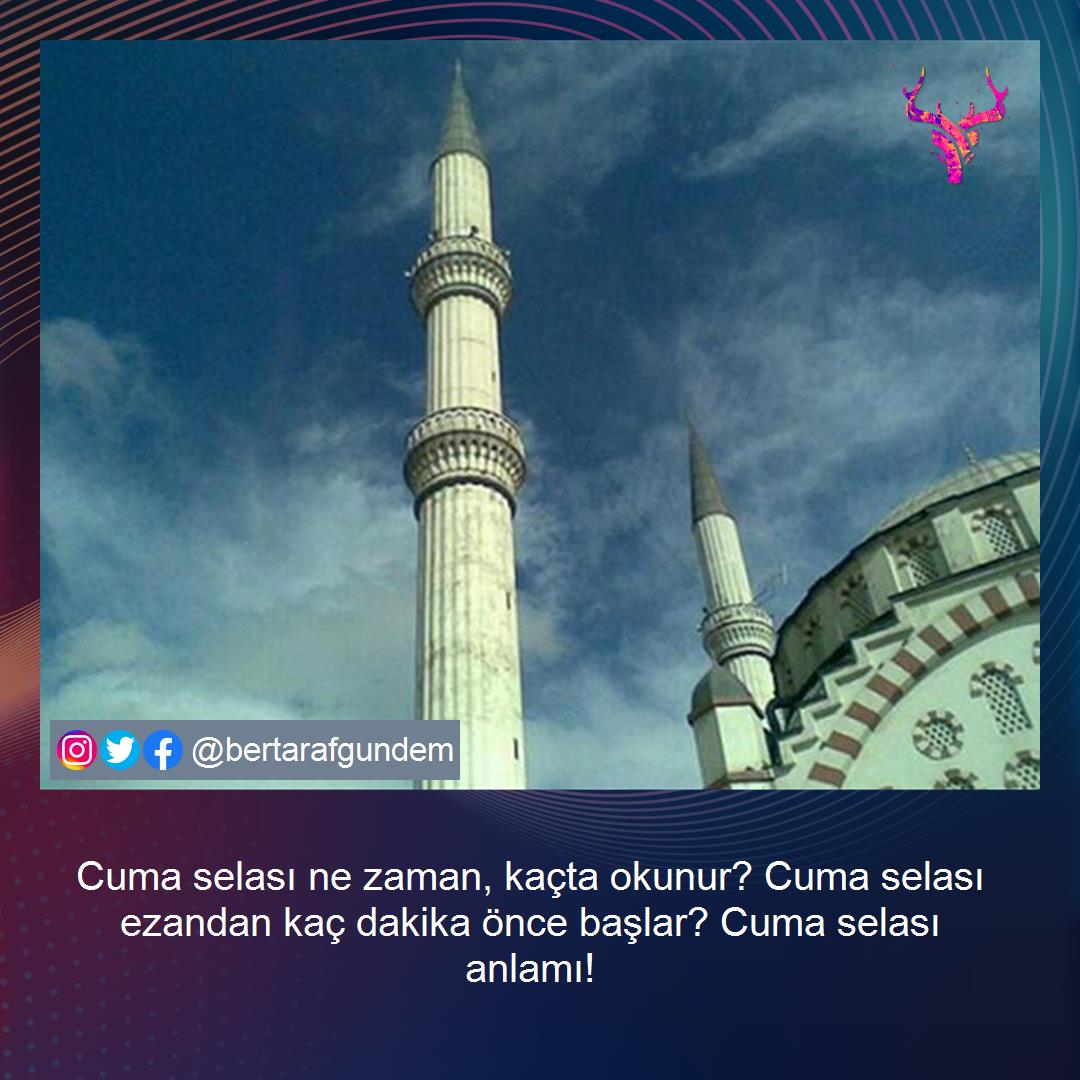 @bertarafgundem
Cuma selası ne zaman, kaçta okunur? Cuma selası
ezandan kaç dakika önce başlar? Cuma selası
anlamı!